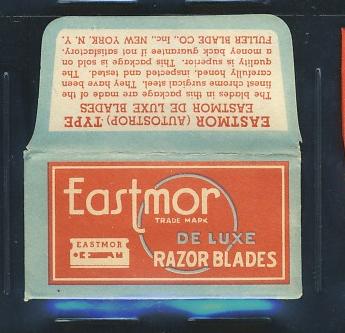 EASTMOR (AUTOSTROP) TYPE
EASTMOR DE LUXE BLADES
The blades in this package are made of the
finest chrome surgical steel. They have been
carefully honed, inspected and tested. The
quality is superior. This package is sold on
a money back guarantee if not satisfactory.
FULLER BLADE CO., Inc., NEW YORK, N. Y.
Eastmor
TRADE MARK
EASTMOR
DE LUXE
RAZOR BLADES